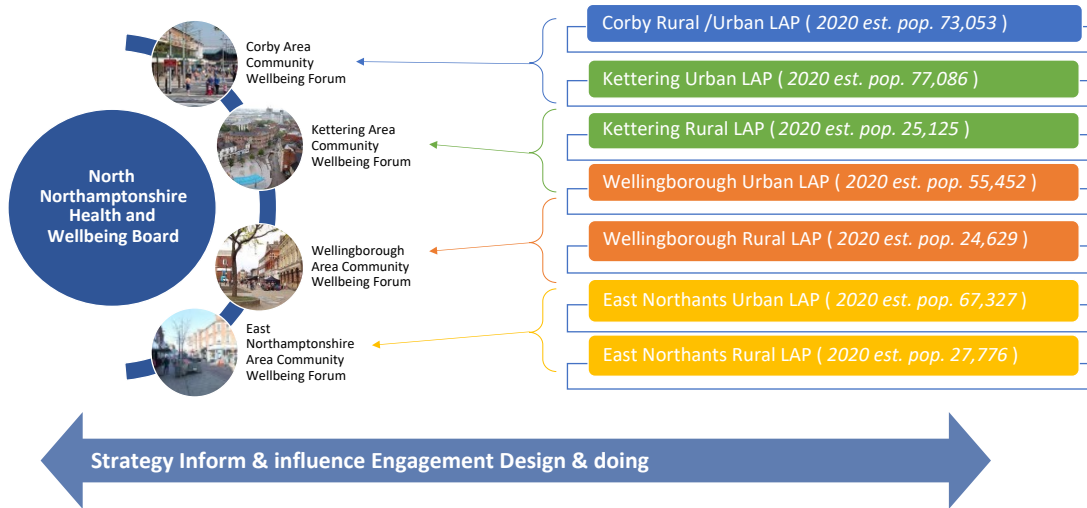 North
Northamptonshire
Health and
Wellbeing Board
Corby Area
Community
Wellbeing Forum
Kettering Area
Community
Wellbeing Forum
Wellingborough
Area Community
Wellbeing Forum
East
Northamptonshire
Area Community
Wellbeing Forum
Corby Rural /Urban LAP ( 2020 est. pop. 73,053 )
Kettering Urban LAP ( 2020 est. pop. 77,086 )
Kettering Rural LAP ( 2020 est. pop. 25,125 )
Wellingborough Urban LAP ( 2020 est. pop. 55,452 )
Wellingborough Rural LAP ( 2020 est. pop. 24,629 )
East Northants Urban LAP ( 2020 est. pop. 67,327 )
East Northants Rural LAP ( 2020 est. pop. 27,776 )
Strategy Inform & influence Engagement Design & doing